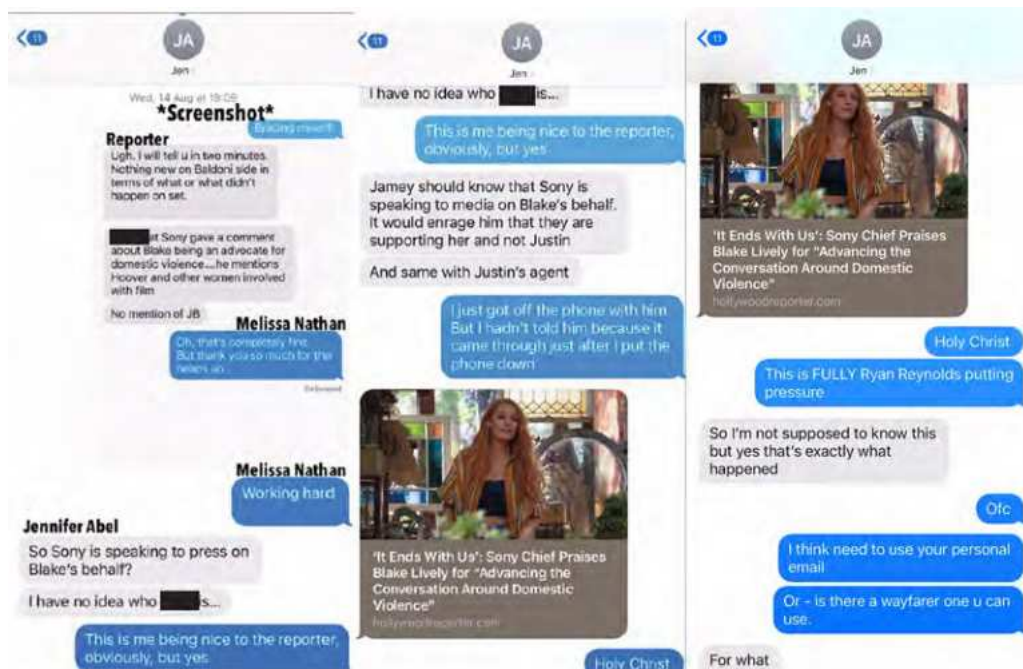 11
JA
Jen
Wed, 14 Aug at 19:09
*Screenshot*
Reporter
Ugh. I will tell u in two minutes.
Nothing new on Baldoni side in
terms of what or what didn't
happen on set.
at Sony gave a comment
about Blake being an advocate for
domestic violence....he mentions
Hoover and other women involved
with film
No mention of JB
Melissa Nathan
Oh, that's completely fine.
But thank you so much for the
heads up
Delivered
Melissa Nathan
Working hard
Jennifer Abel
So Sony is speaking to press on
Blake's behalf?
I have no idea who is...
This is me being nice to the reporter,
obviously, but yes
11
JA
Jen
I have no idea who is...
This is me being nice to the reporter,
obviously, but yes
Jamey should know that Sony is
speaking to media on Blake's behalf.
It would enrage him that they are
supporting her and not Justin
And same with Justin's agent
I just got off the phone with him
But I hadn't told him because it
came through just after I put the
phone down
'It Ends With Us': Sony Chief Praises
Blake Lively for "Advancing the
Conversation Around Domestic
Violence"
hollywoodreporter.com
Holy Christ
11
JA
Jen
'It Ends With Us': Sony Chief Praises
Blake Lively for "Advancing the
Conversation Around Domestic
Violence"
hollywoodreporter.com
Holy Christ
This is FULLY Ryan Reynolds putting
pressure
So I'm not supposed to know this
but yes that's exactly what
happened
Ofc
I think need to use your personal
email
Or - is there a wayfarer one u can
use.
For what